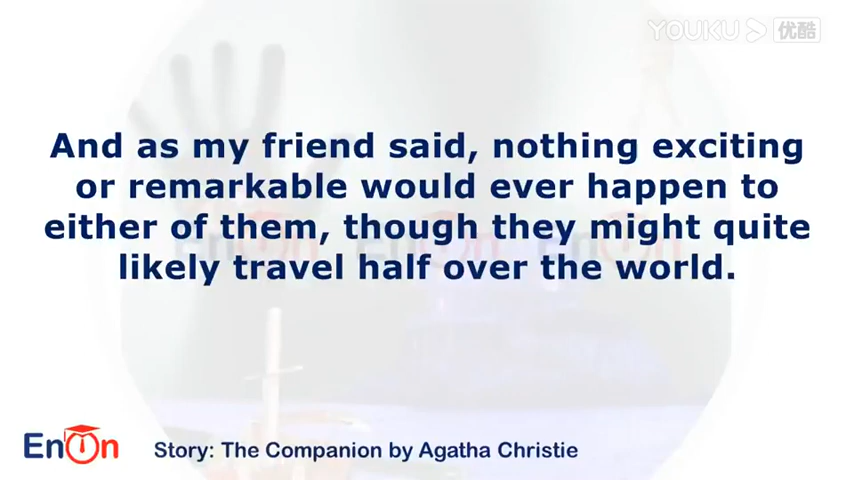 YOUKU 优酷
And as my friend said, nothing exciting
or remarkable would ever happen to
either of them, though they might quite
likely travel half over the world.
EnOn
Story: The Companion by Agatha Christie